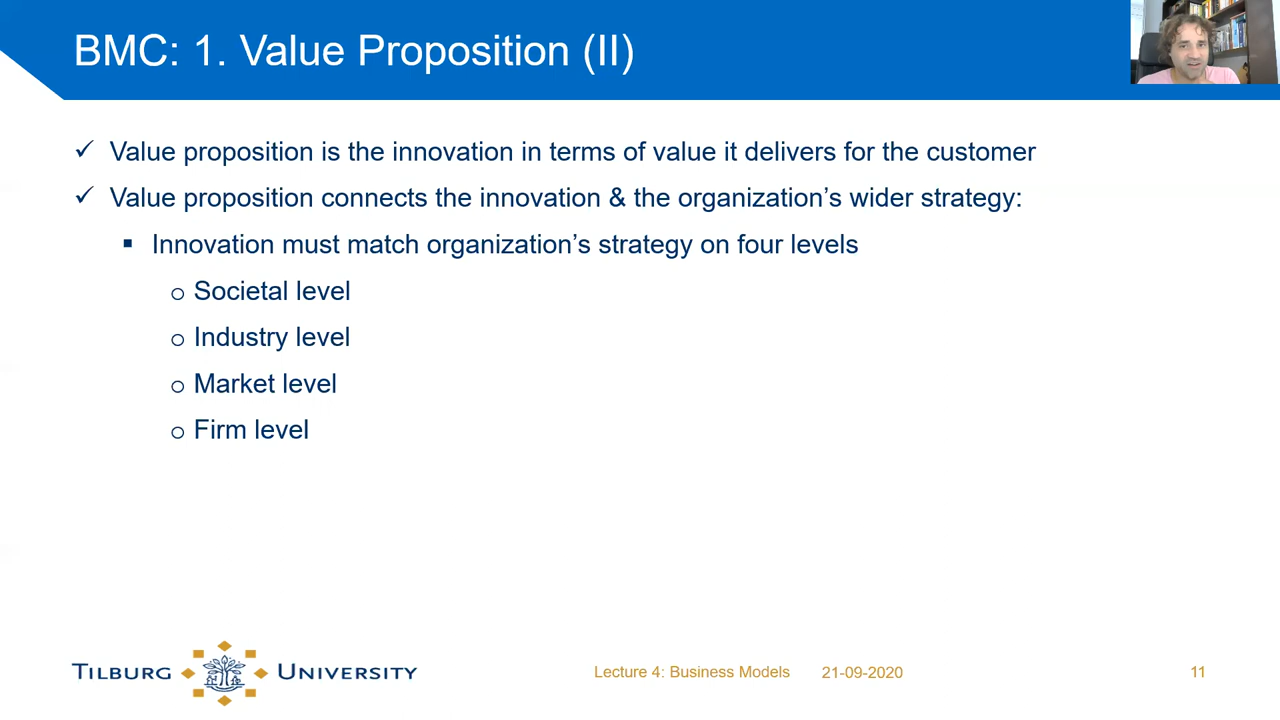 BMC: 1. Value Proposition (II)
✓ Value proposition is the innovation in terms of value it delivers for the customer
✓ Value proposition connects the innovation & the organization’s wider strategy:
▪ Innovation must match organization’s strategy on four levels
o Societal level
o Industry level
o Market level
o Firm level
TILBURG UNIVERSITY
Lecture 4: Business Models 21-09-2020 11